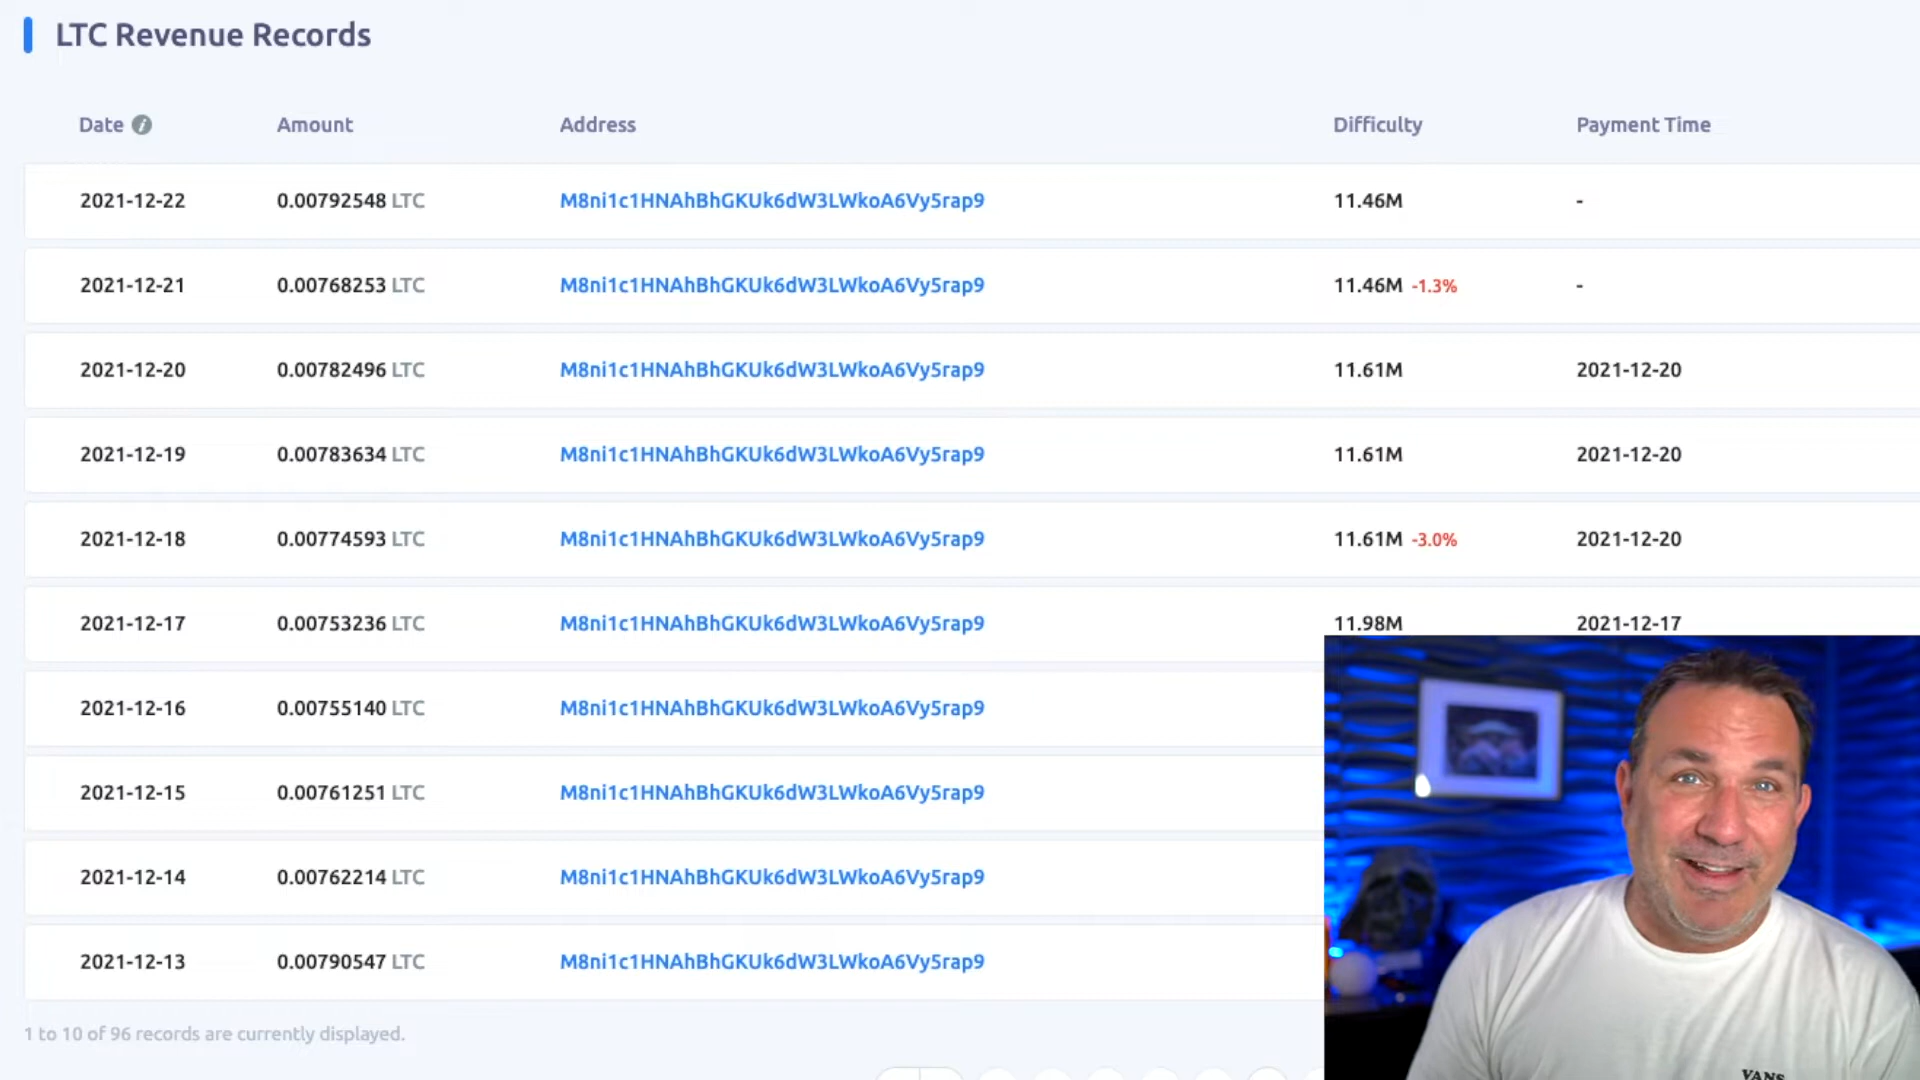 LTC Revenue Records
Date Amount Address Difficulty Payment Time
2021-12-22 0.00792548 LTC M8ni1c1HNAhBhGKUk6dW3LWkoA6Vy5rap9 11.46M -
2021-12-21 0.00768253 LTC M8ni1c1HNAhBhGKUk6dW3LWkoA6Vy5rap9 11.46M -1.3% -
2021-12-20 0.00782496 LTC M8ni1c1HNAhBhGKUk6dW3LWkoA6Vy5rap9 11.61M 2021-12-20
2021-12-19 0.00783634 LTC M8ni1c1HNAhBhGKUk6dW3LWkoA6Vy5rap9 11.61M 2021-12-20
2021-12-18 0.00774593 LTC M8ni1c1HNAhBhGKUk6dW3LWkoA6Vy5rap9 11.61M -3.0% 2021-12-20
2021-12-17 0.00753236 LTC M8ni1c1HNAhBhGKUk6dW3LWkoA6Vy5rap9 11.98M 2021-12-17
2021-12-16 0.00755140 LTC M8ni1c1HNAhBhGKUk6dW3LWkoA6Vy5rap9
2021-12-15 0.00761251 LTC M8ni1c1HNAhBhGKUk6dW3LWkoA6Vy5rap9
2021-12-14 0.00762214 LTC M8ni1c1HNAhBhGKUk6dW3LWkoA6Vy5rap9
2021-12-13 0.00790547 LTC M8ni1c1HNAhBhGKUk6dW3LWkoA6Vy5rap9
1 to 10 of 96 records are currently displayed.
VANS